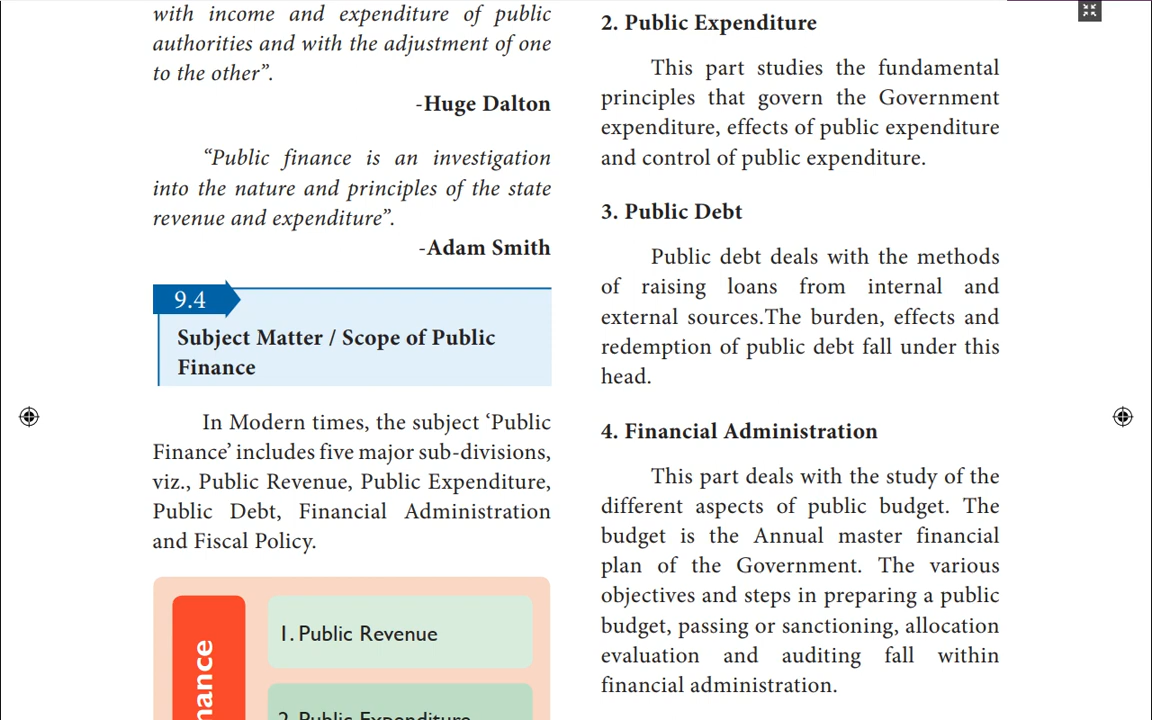 with income and expenditure of public
authorities and with the adjustment of one
to the other”.
-Huge Dalton
“Public finance is an investigation
into the nature and principles of the state
revenue and expenditure”.
-Adam Smith
9.4
Subject Matter / Scope of Public
Finance
In Modern times, the subject ‘Public
Finance’ includes five major sub-divisions,
viz., Public Revenue, Public Expenditure,
Public Debt, Financial Administration
and Fiscal Policy.
1. Public Revenue
2. Public Expenditure
2. Public Expenditure
This part studies the fundamental
principles that govern the Government
expenditure, effects of public expenditure
and control of public expenditure.
3. Public Debt
Public debt deals with the methods
of raising loans from internal and
external sources.The burden, effects and
redemption of public debt fall under this
head.
4. Financial Administration
This part deals with the study of the
different aspects of public budget. The
budget is the Annual master financial
plan of the Government. The various
objectives and steps in preparing a public
budget, passing or sanctioning, allocation
evaluation and auditing fall within
financial administration.